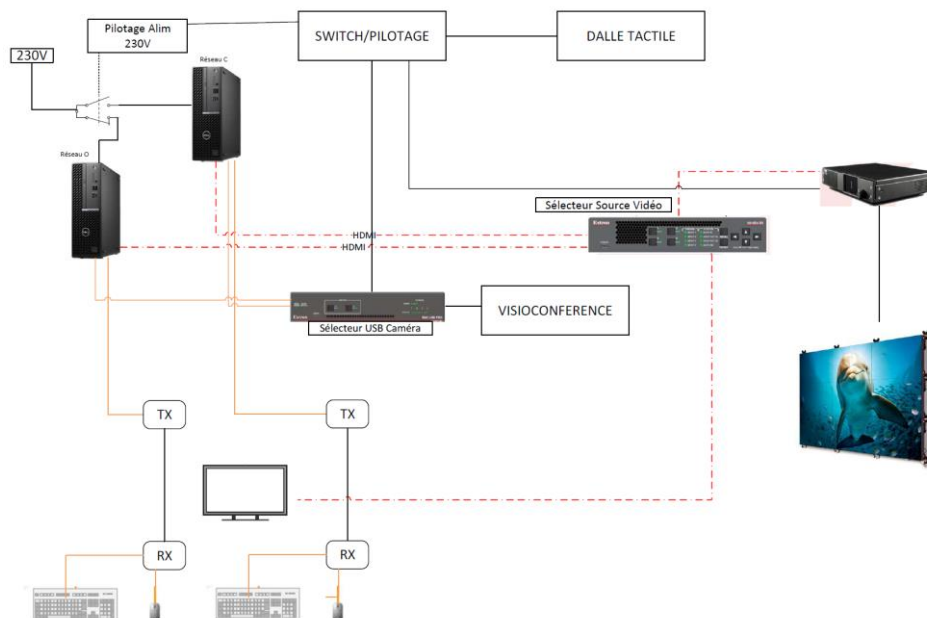 Pilotage Alim
230V
SWITCH/PILOTAGE
DALLE TACTILE
230V
Réseau C
Réseau O
Sélecteur Source Vidéo
Extron
HDMI
HDMI
Extron
Sélecteur USB Caméra
VISIOCONFERENCE
TX
TX
RX
RX